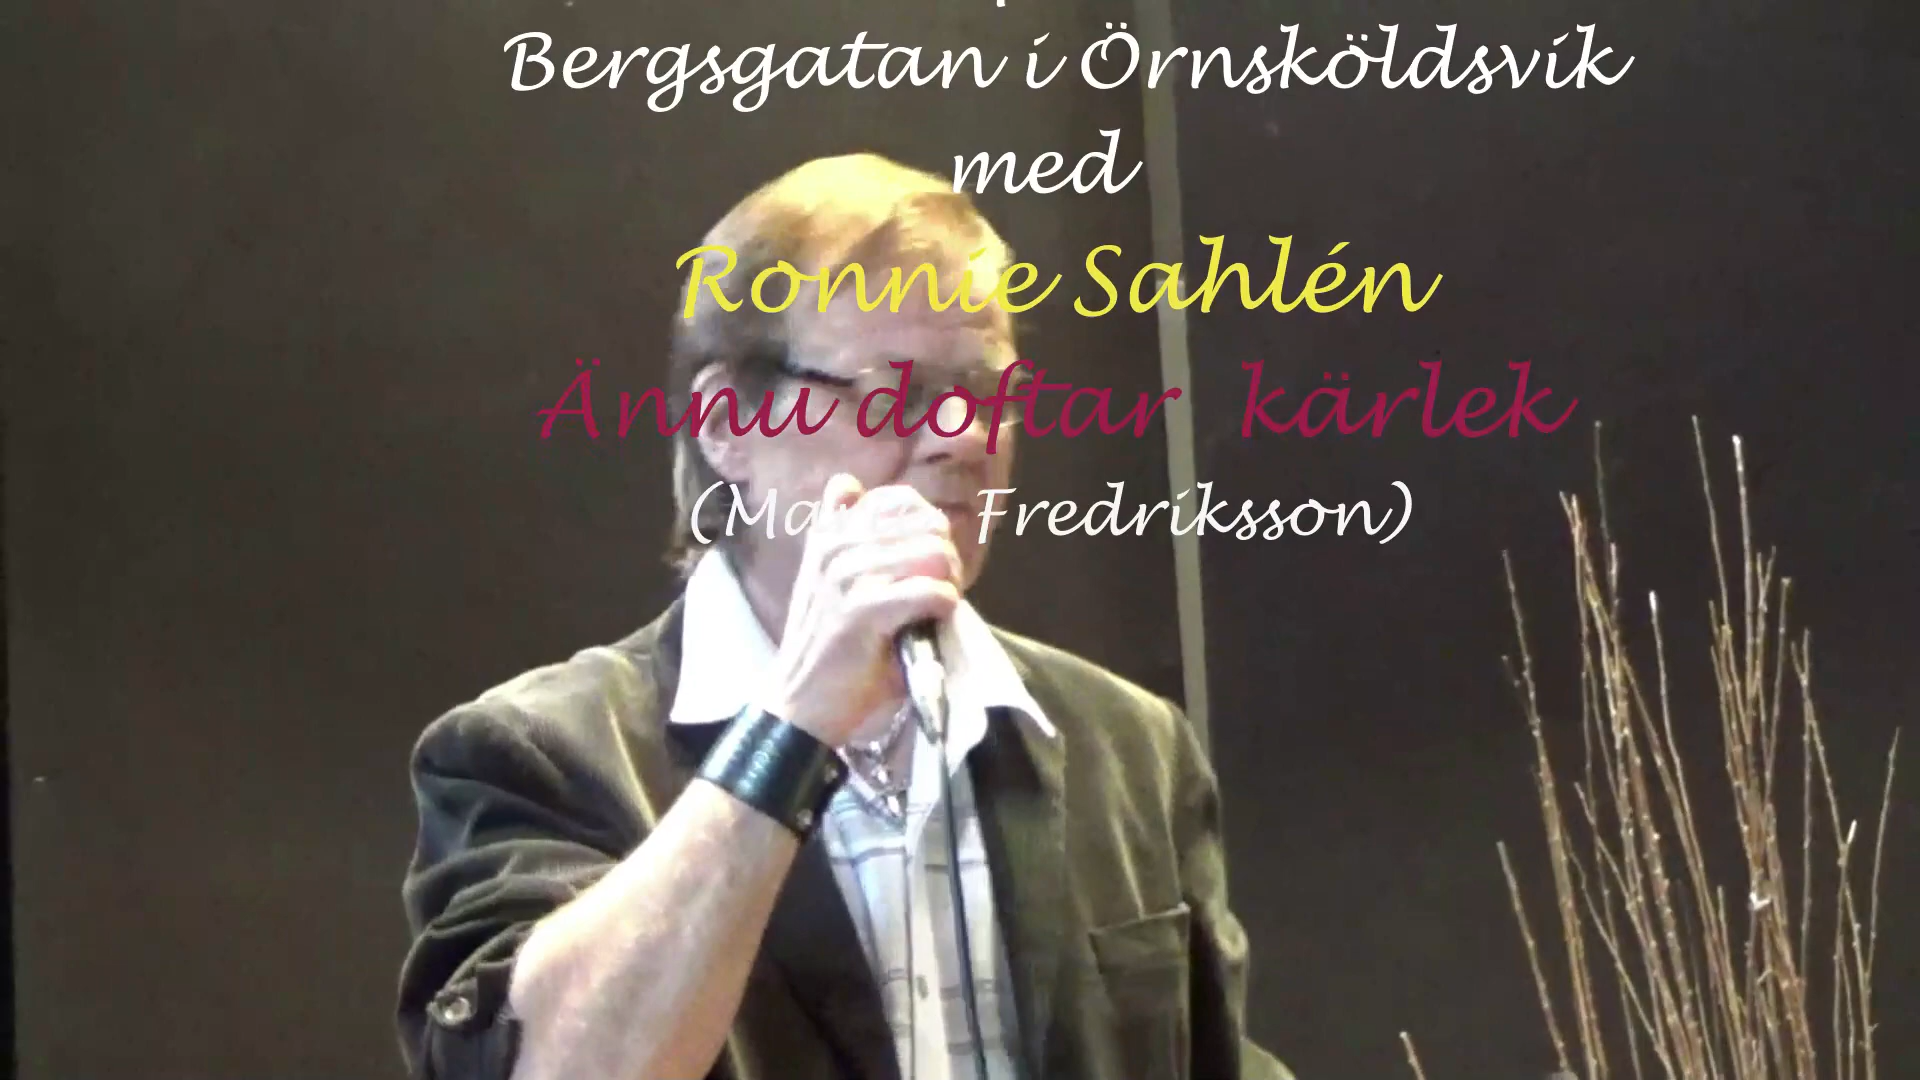 Bergsgatan i Örnsköldsvik
med
Ronnie Sahlén
Ännu doftar kärlek
Fredriksson)